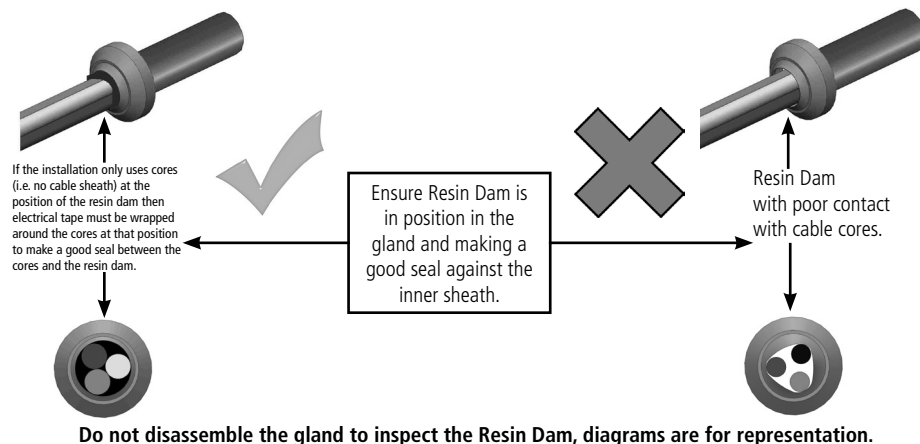 If the installation only uses cores
(i.e. no cable sheath) at the
position of the resin dam then
electrical tape must be wrapped
around the cores at that position
to make a good seal between the
cores and the resin dam.
Ensure Resin Dam is
in position in the
gland and making a
good seal against the
inner sheath.
Resin Dam
with poor contact
with cable cores.
Do not disassemble the gland to inspect the Resin Dam, diagrams are for representation.